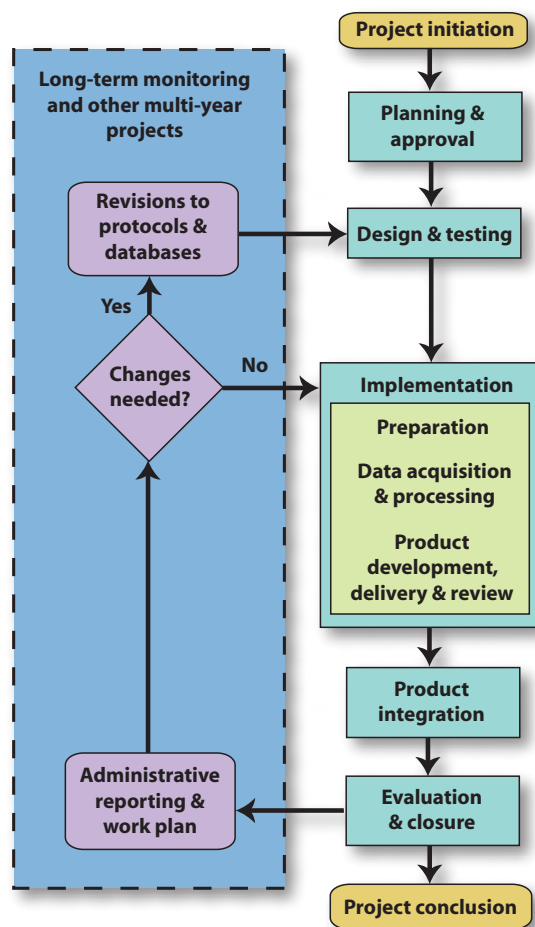 Project initiation
Planning &
approval
Design & testing
Implementation
Preparation
Data acquisition
& processing
Product
development,
delivery & review
Product
integration
Evaluation
& closure
Project conclusion
Long-term monitoring
and other multi-year
projects
Revisions to
protocols &
databases
Yes
Changes
needed?
No
Administrative
reporting &
work plan